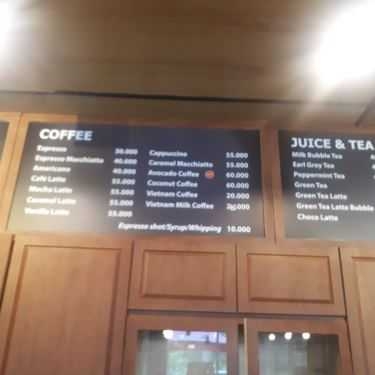 COFFEE
Espresso 30.000
Espresso Macchiato 40.000
Americano 40.000
Café Latte 55.000
Mocha Latte 55.000
Caramel Latte 55.000
Vanilla Latte 55.000
Cappuccino 55.000
Caramel Macchiato 55.000
Avocado Coffee 60.000
Coconut Coffee 60.000
Vietnam Coffee 20.000
Vietnam Milk Coffee
Espresso shot/Syrup/Whipping 10.000
JUICE & TEA
Milk Bubble Tea
Earl Grey Tea
Peppermint Tea
Green Tea
Green Tea Latte
Green Tea Latte Bubble
Choco Latte